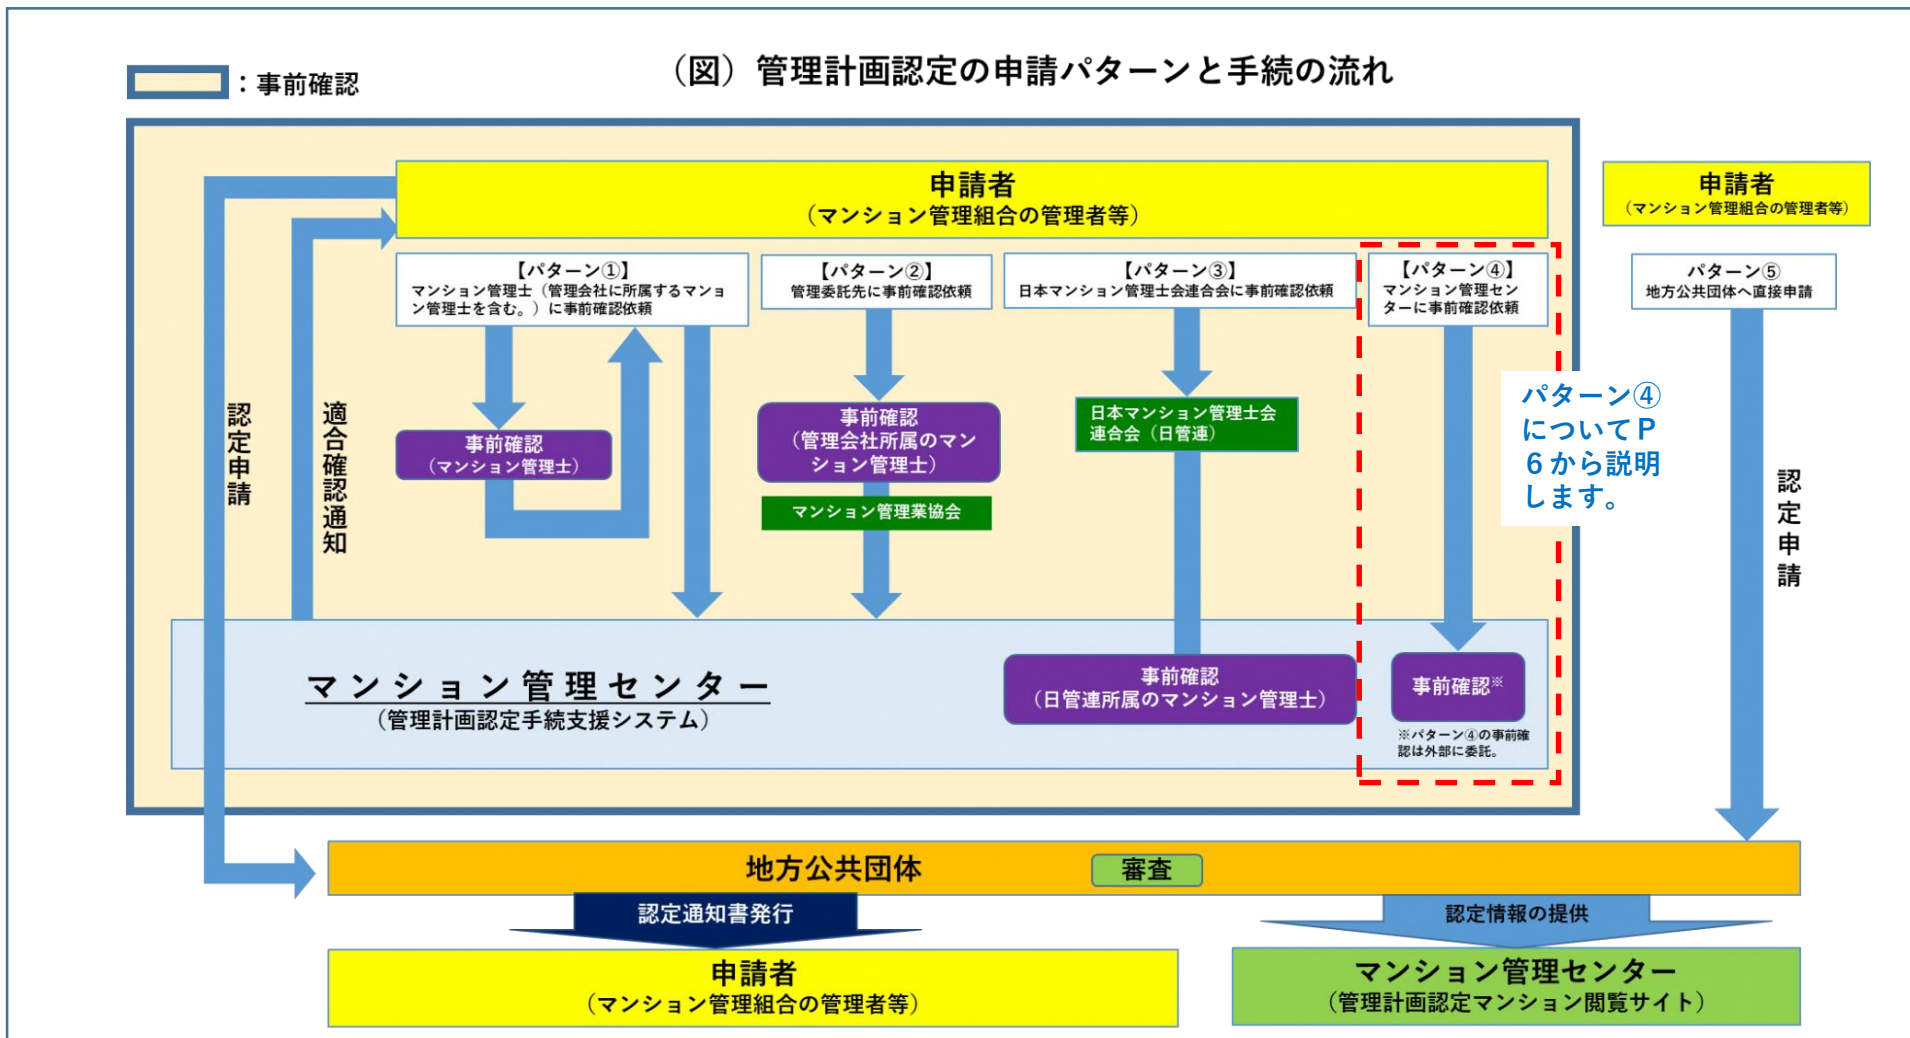 （図）管理計画認定の申請パターンと手続の流れ
：事前確認
申請者
（マンション管理組合の管理者等）
申請者
（マンション管理組合の管理者等）
【パターン①】
マンション管理士（管理会社に所属するマンショ
ン管理士を含む。）に事前確認依頼
【パターン②】
管理委託先に事前確認依頼
【パターン③】
日本マンション管理士会連合会に事前確認依頼
【パターン④】
マンション管理セン
ターに事前確認依頼
パターン⑤
地方公共団体へ直接申請
認定申請
適合確認通知
事前確認
（マンション管理士）
事前確認
（管理会社所属のマン
ション管理士）
マンション管理業協会
日本マンション管理士会
連合会（日管連）
パターン④
についてＰ
６から説明
します。
認定申請
マンション管理センター
（管理計画認定手続支援システム）
事前確認
（日管連所属のマンション管理士）
事前確認※
※パターン④の事前確
認は外部に委託。
地方公共団体
審査
認定通知書発行
認定情報の提供
申請者
（マンション管理組合の管理者等）
マンション管理センター
（管理計画認定マンション閲覧サイト）